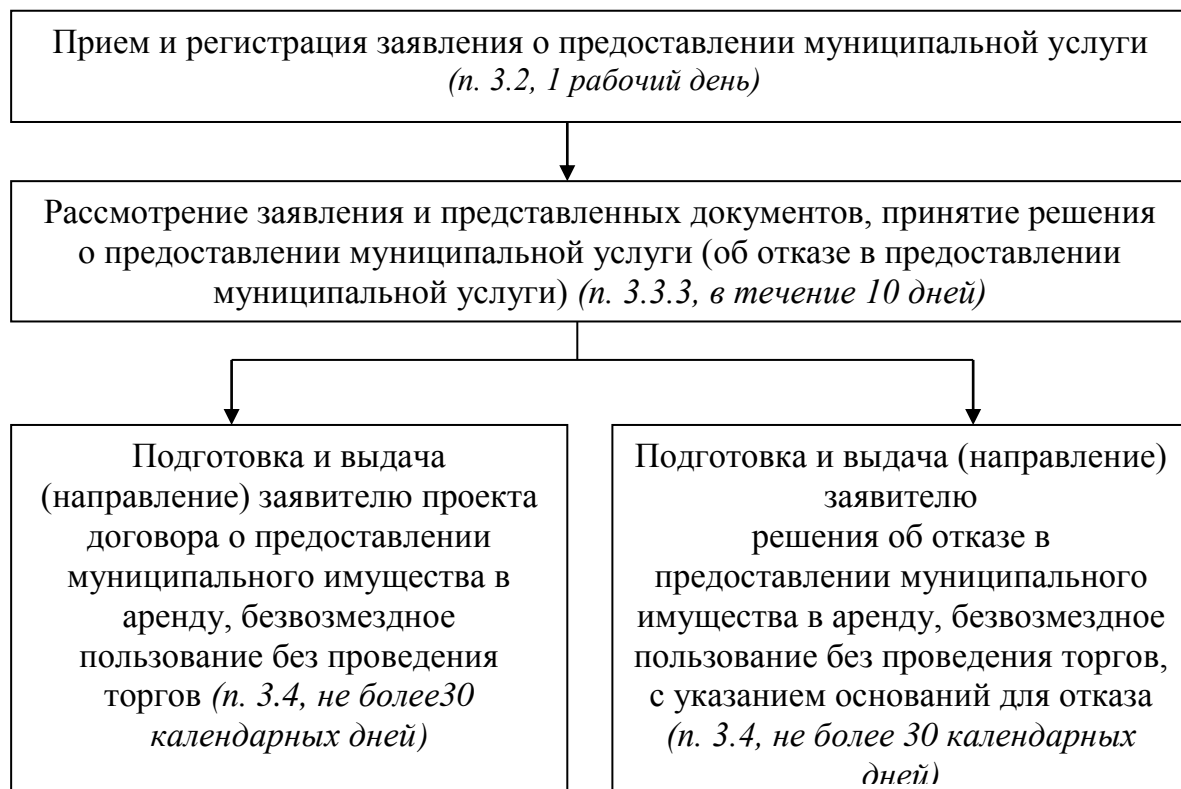 Прием и регистрация заявления о предоставлении муниципальной услуги
(п. 3.2, 1 рабочий день)
Рассмотрение заявления и представленных документов, принятие решения
о предоставлении муниципальной услуги (об отказе в предоставлении
муниципальной услуги) (п. 3.3.3, в течение 10 дней)
Подготовка и выдача
(направление) заявителю проекта
договора о предоставлении
муниципального имущества в
аренду, безвозмездное
пользование без проведения
торгов (п. 3.4, не более30
календарных дней)
Подготовка и выдача (направление)
заявителю
решения об отказе в
предоставлении муниципального
имущества в аренду, безвозмездное
пользование без проведения торгов,
с указанием оснований для отказа
(п. 3.4, не более 30 календарных
дней)